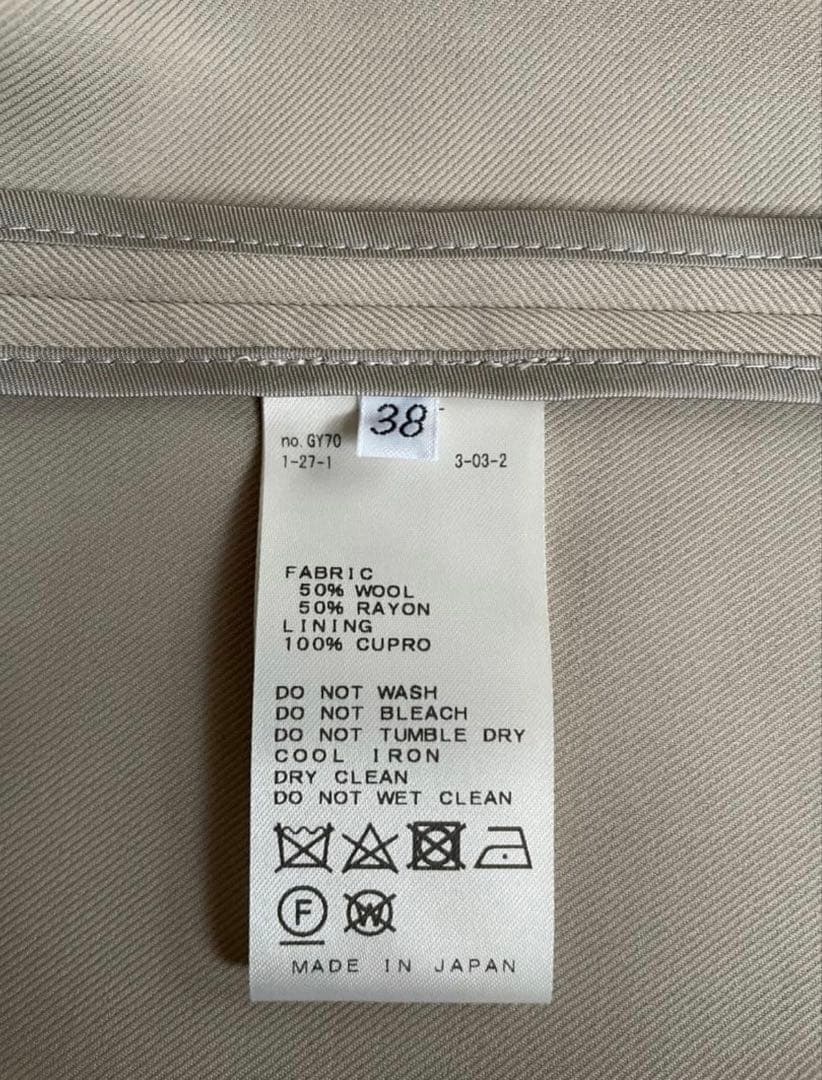 38
no. GY70
1-27-1 3-03-2
FABRIC
50% WOOL
50% RAYON
LINING
100% CUPRO
DO NOT WASH
DO NOT BLEACH
DO NOT TUMBLE DRY
COOL IRON
DRY CLEAN
DO NOT WET CLEAN
F W
MADE IN JAPAN